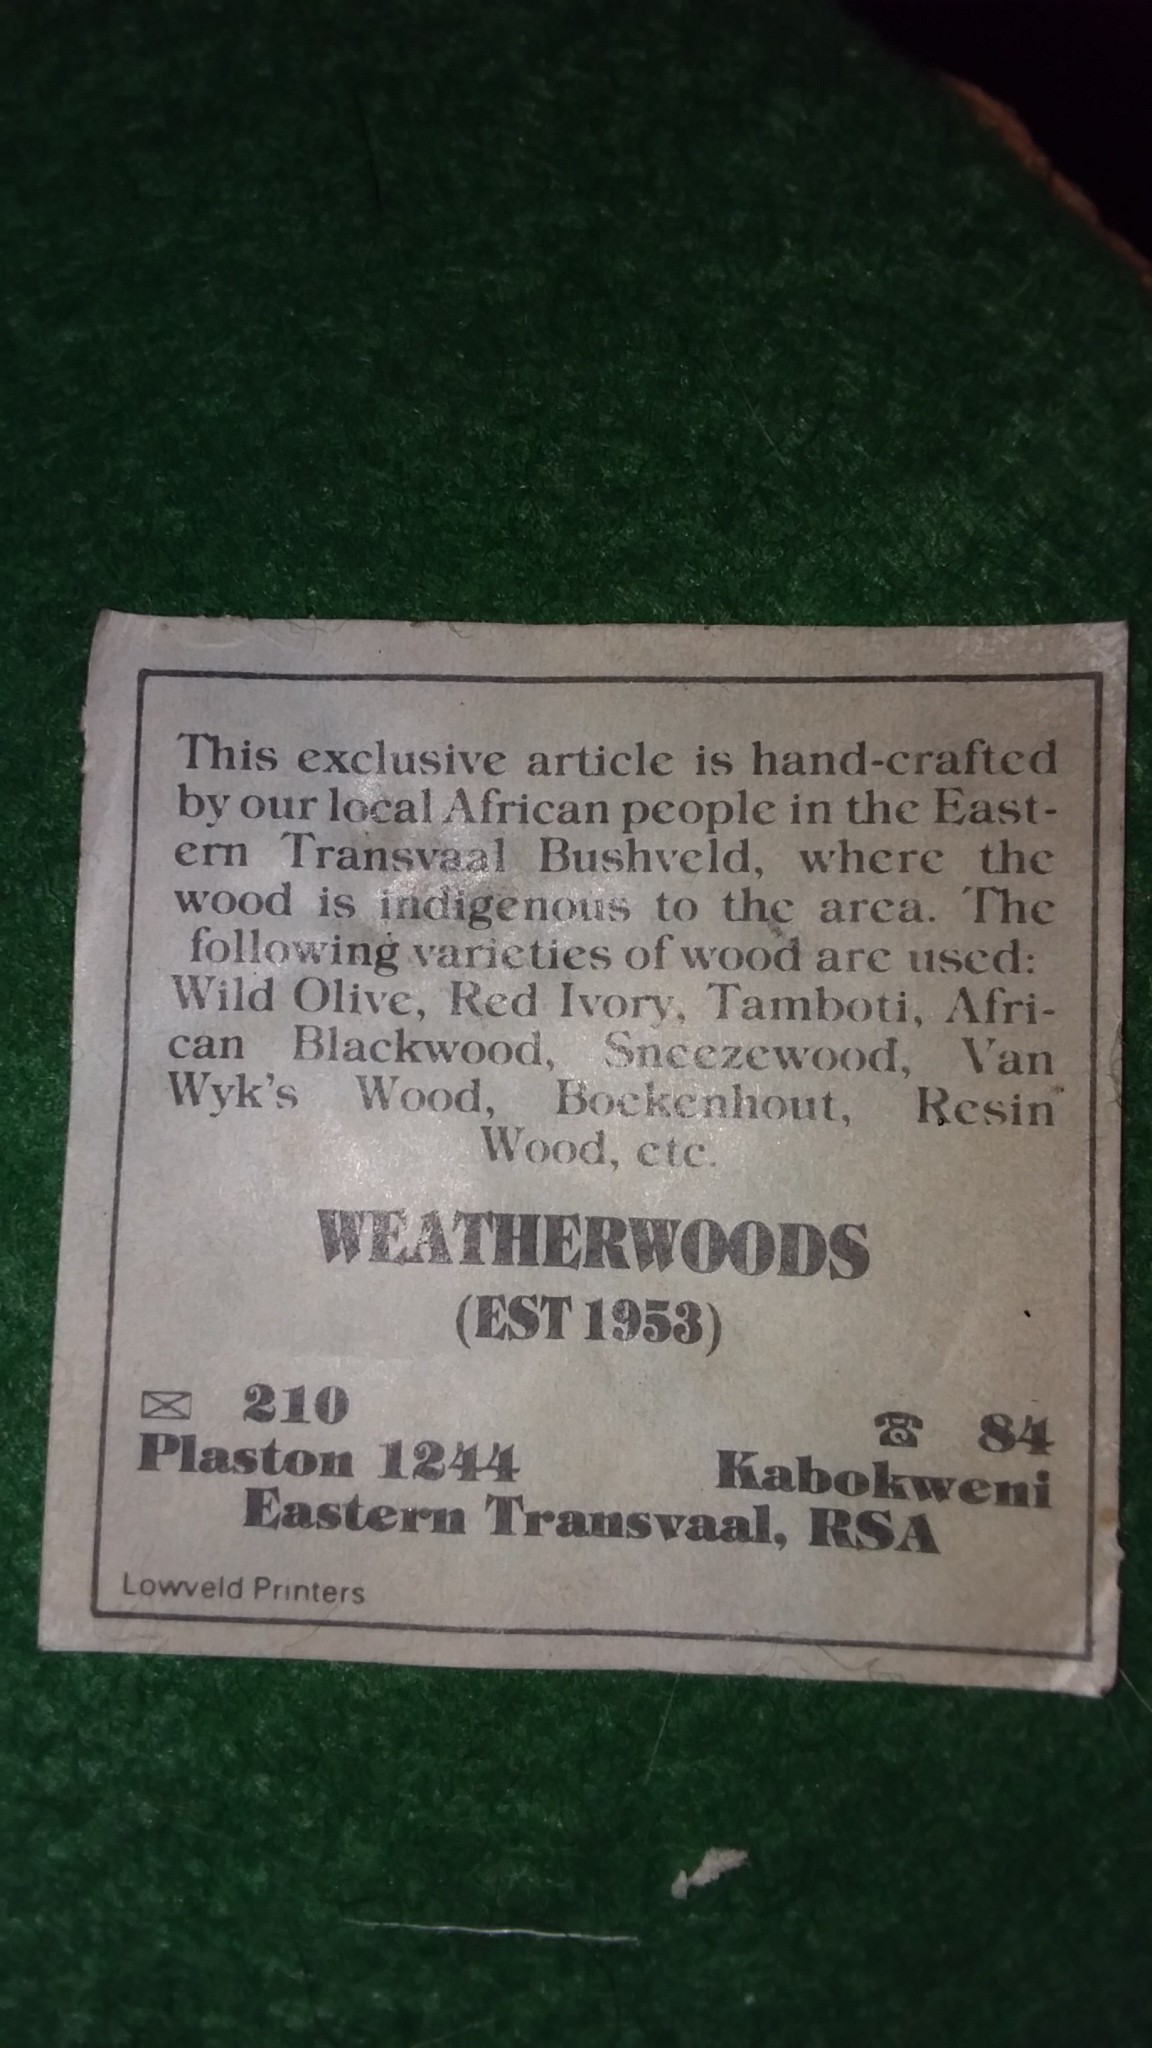 This exclusive article is hand-crafted
by our local African people in the East-
ern Transvaal Bushveld, where the
wood is indigenous to the area. The
following varieties of wood are used:
Wild Olive, Red Ivory, Tamboti, Afri-
can Blackwood, Sneezewood, Van
Wyk's Wood, Boekenhout, Resin
Wood, etc.
WEATHERWOODS
(EST 1953)
210
Plaston 1244
84
Kabokweni
Eastern Transvaal, RSA
Lowveld Printers